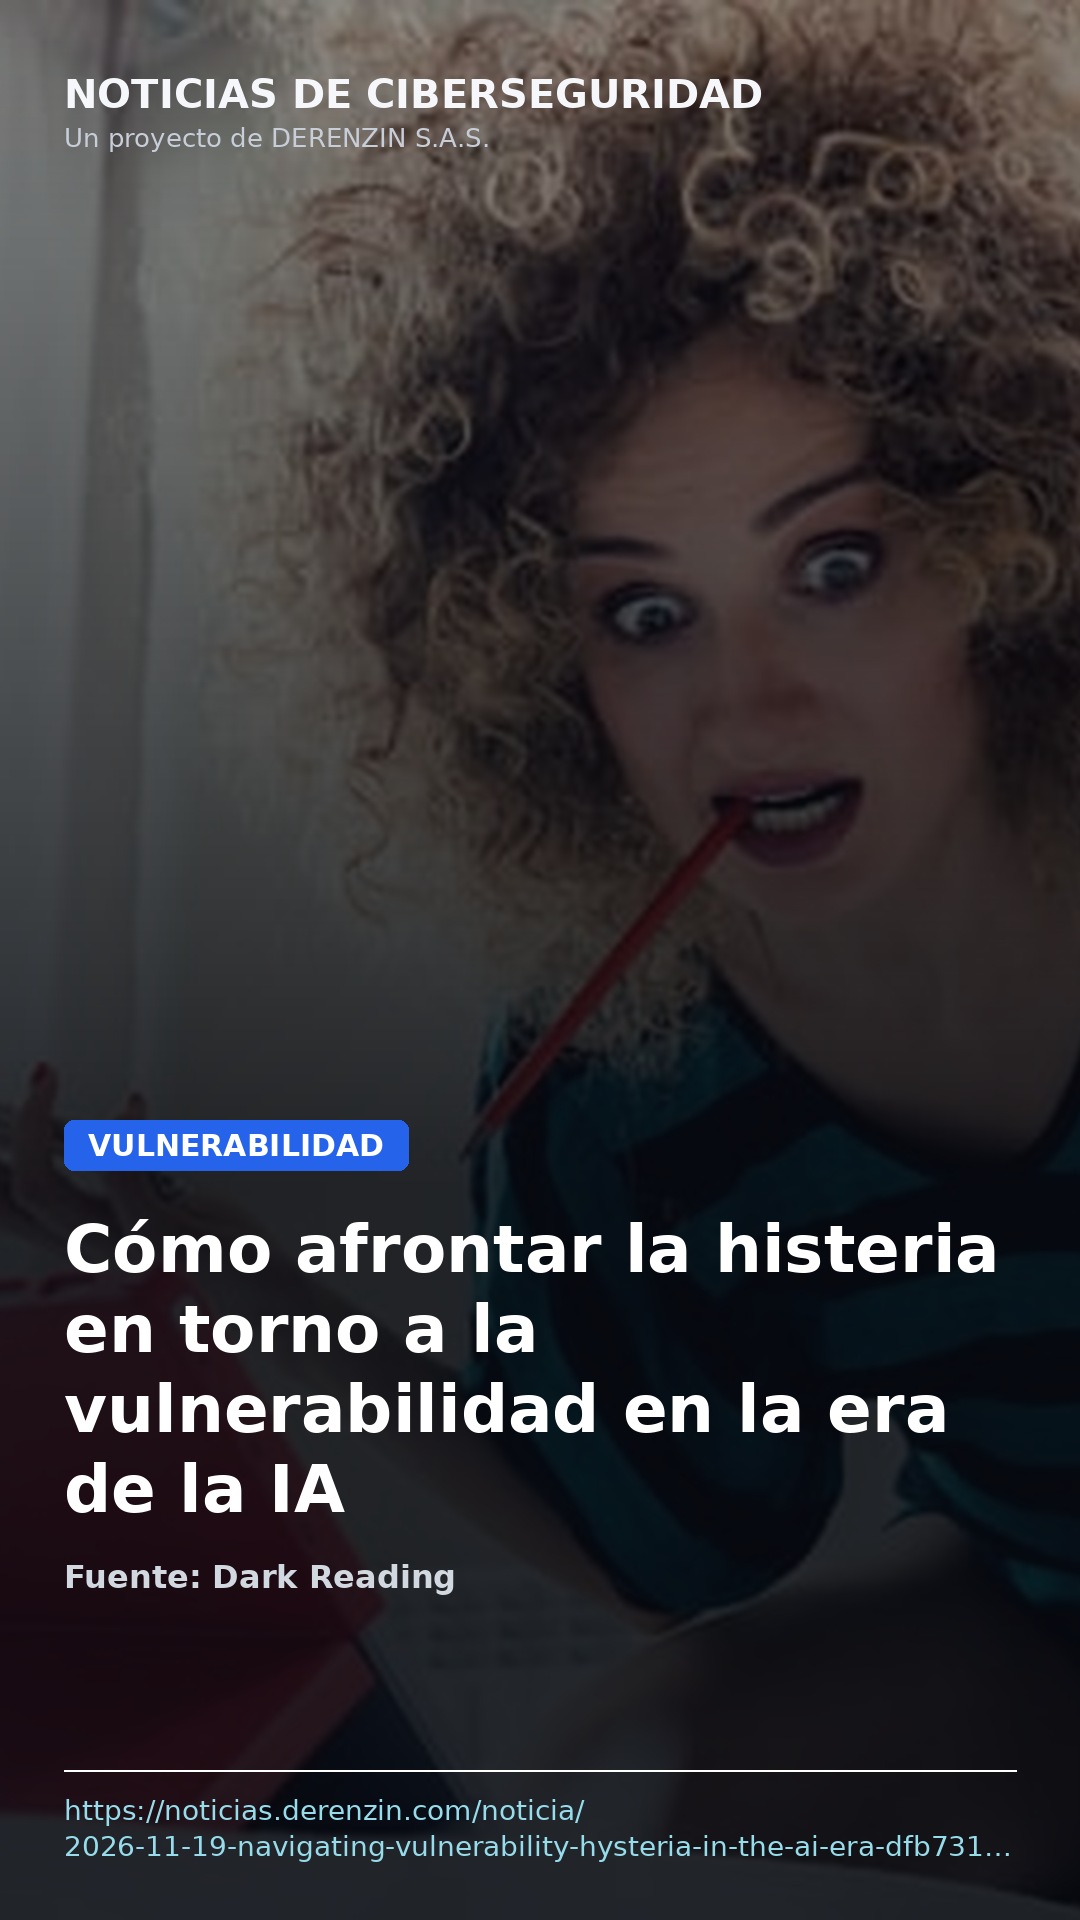 NOTICIAS DE CIBERSEGURIDAD
Un proyecto de DERENZIN S.A.S.
VULNERABILIDAD
Cómo afrontar la histeria
en torno a la
vulnerabilidad en la era
de la IA
Fuente: Dark Reading
https://noticias.derenzin.com/noticia/
2026-11-19-navigating-vulnerability-hysteria-in-the-ai-era-dfb731…